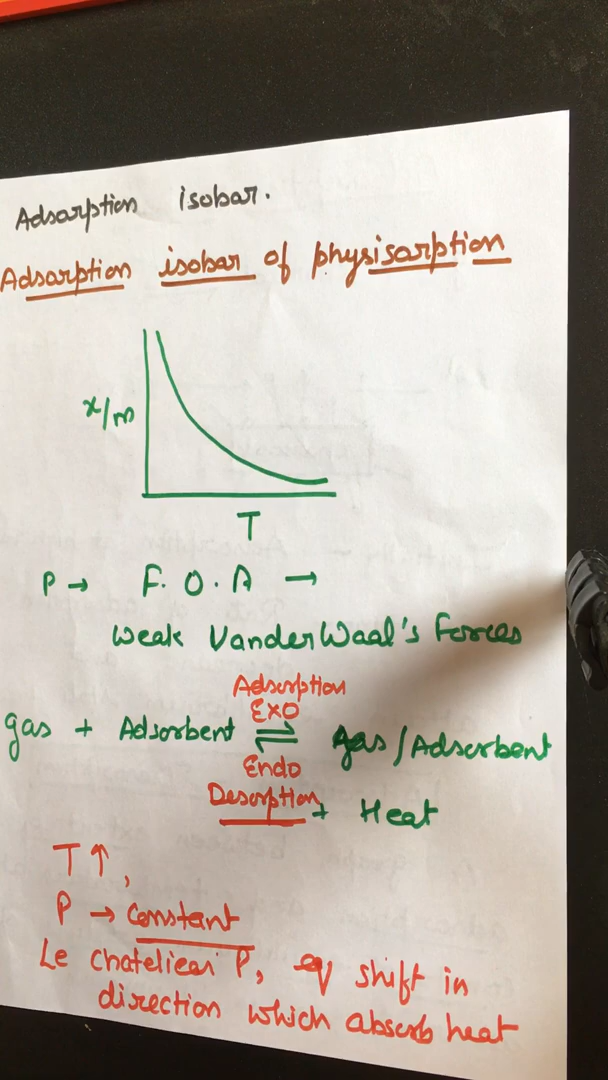 Adsorption isobar.
Adsorption isobar of physisorption
x/m
T
P → F.O.A →
Weak VanderWaal's Forces
Adsorption
Exo
gas + Adsorbent ⇌ gas/Adsorbent
Endo
Desorption + Heat
T↑,
P → Constant
Le chatelier P, eq shift in
direction which absorb heat